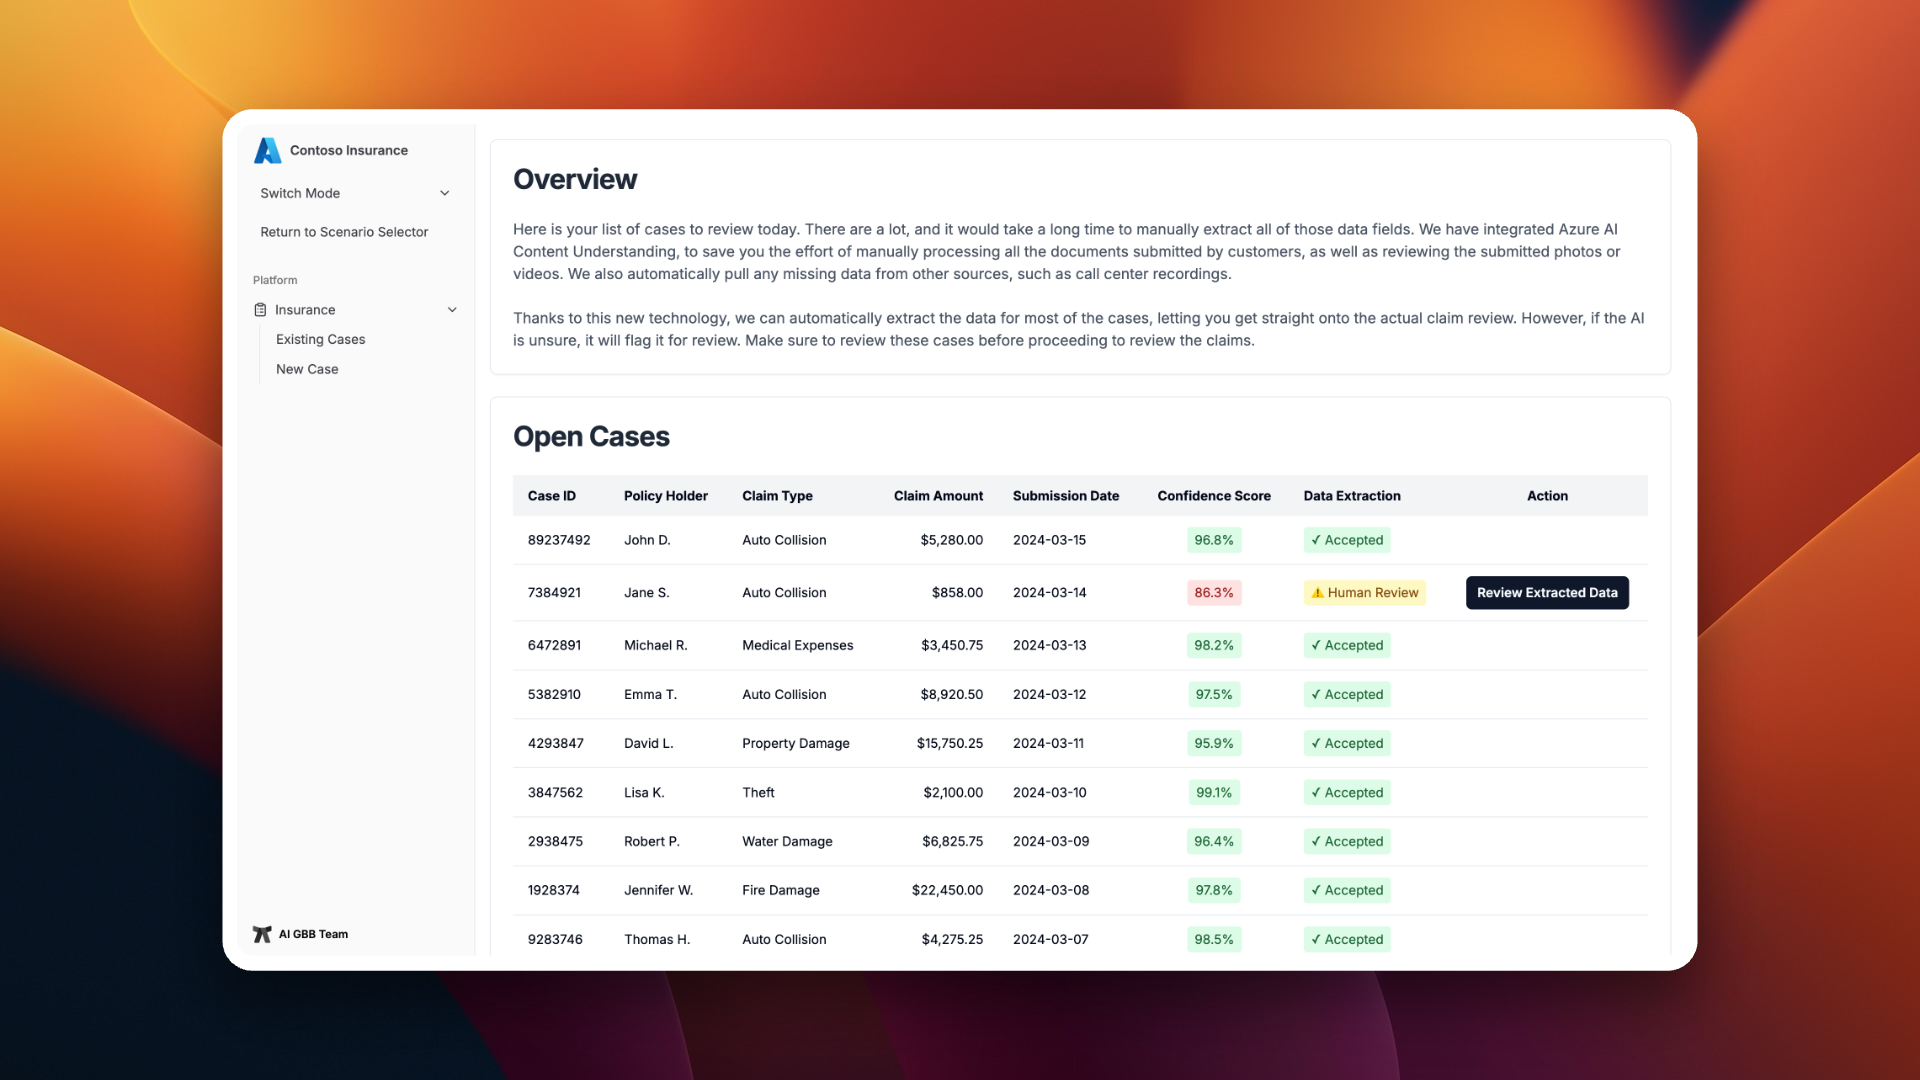 Contoso Insurance
Switch Mode
Return to Scenario Selector
Platform
Insurance
Existing Cases
New Case
AI GBB Team
Overview
Here is your list of cases to review today. There are a lot, and it would take a long time to manually extract all of those data fields. We have integrated Azure AI
Content Understanding, to save you the effort of manually processing all the documents submitted by customers, as well as reviewing the submitted photos or
videos. We also automatically pull any missing data from other sources, such as call center recordings.
Thanks to this new technology, we can automatically extract the data for most of the cases, letting you get straight onto the actual claim review. However, if the AI
is unsure, it will flag it for review. Make sure to review these cases before proceeding to review the claims.
Open Cases
Case ID Policy Holder Claim Type Claim Amount Submission Date Confidence Score Data Extraction Action
89237492 John D. Auto Collision $5,280.00 2024-03-15 96.8% ✓ Accepted
7384921 Jane S. Auto Collision $858.00 2024-03-14 86.3% ⚠ Human Review Review Extracted Data
6472891 Michael R. Medical Expenses $3,450.75 2024-03-13 98.2% ✓ Accepted
5382910 Emma T. Auto Collision $8,920.50 2024-03-12 97.5% ✓ Accepted
4293847 David L. Property Damage $15,750.25 2024-03-11 95.9% ✓ Accepted
3847562 Lisa K. Theft $2,100.00 2024-03-10 99.1% ✓ Accepted
2938475 Robert P. Water Damage $6,825.75 2024-03-09 96.4% ✓ Accepted
1928374 Jennifer W. Fire Damage $22,450.00 2024-03-08 97.8% ✓ Accepted
9283746 Thomas H. Auto Collision $4,275.25 2024-03-07 98.5% ✓ Accepted